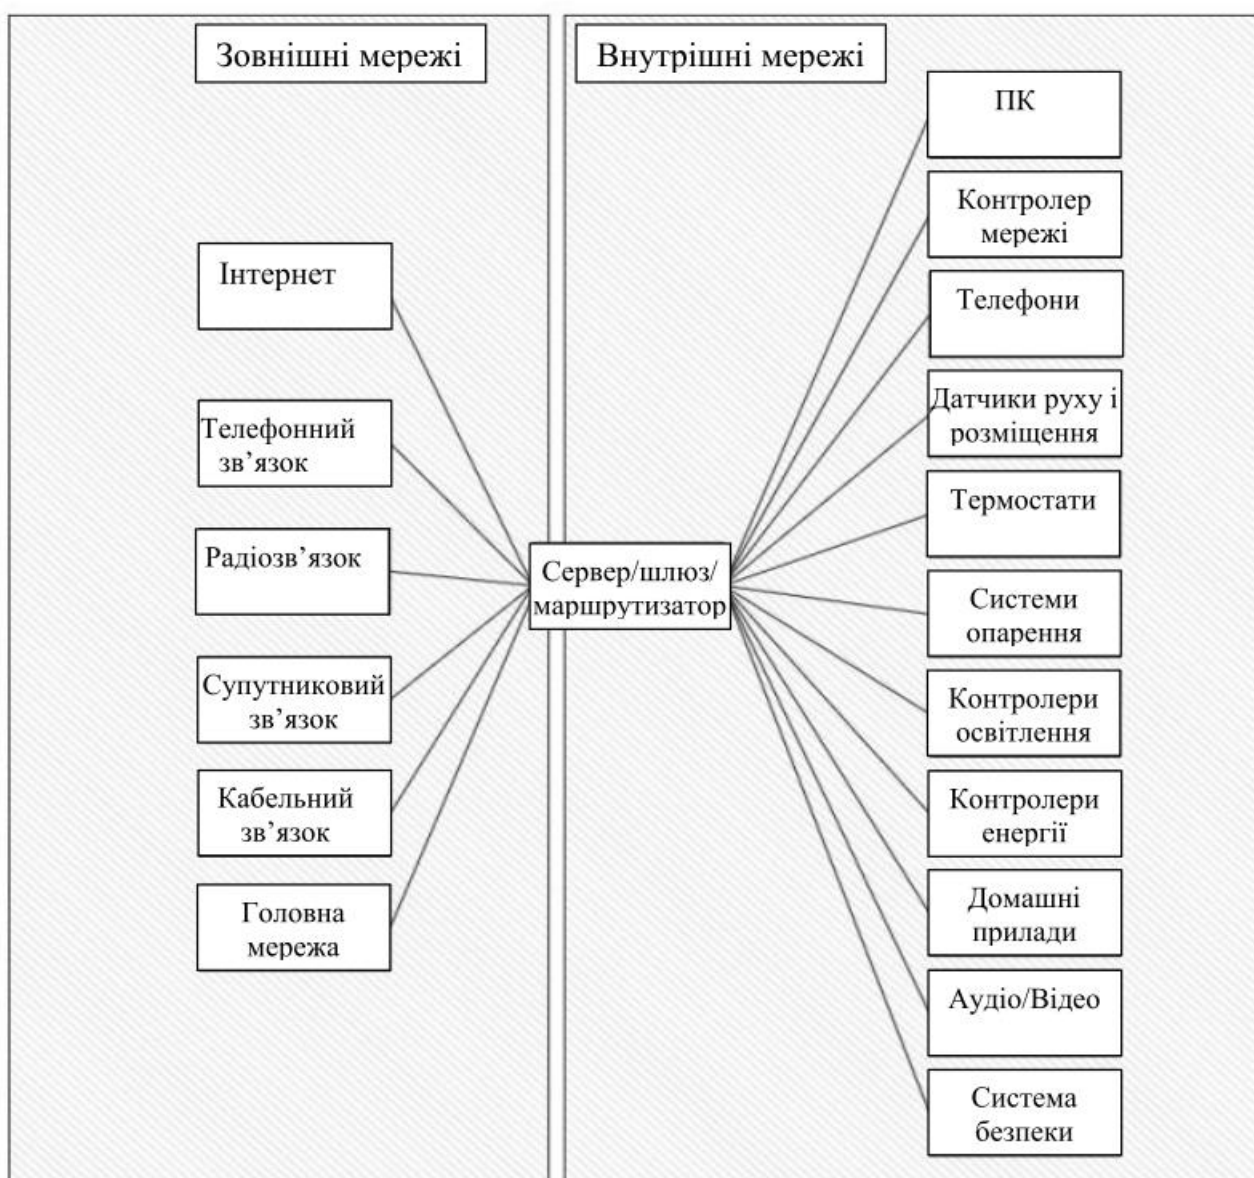 Зовнішні мережі
Інтернет
Телефонний
зв’язок
Радіозв’язок
Супутниковий
зв’язок
Кабельний
зв’язок
Головна
мережа
Сервер/шлюз/
маршрутизатор
Внутрішні мережі
ПК
Контролер
мережі
Телефони
Датчики руху і
розміщення
Термостати
Системи
опарення
Контролери
освітлення
Контролери
енергії
Домашні
прилади
Аудіо/Відео
Система
безпеки